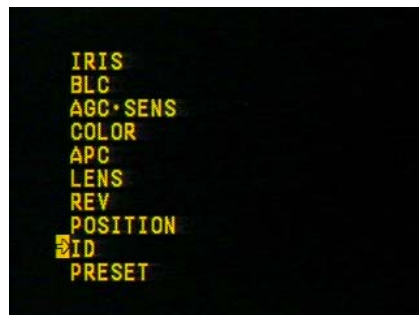 IRIS
BLC
AGC·SENS
COLOR
APC
LENS
REV
POSITION
→ID
PRESET